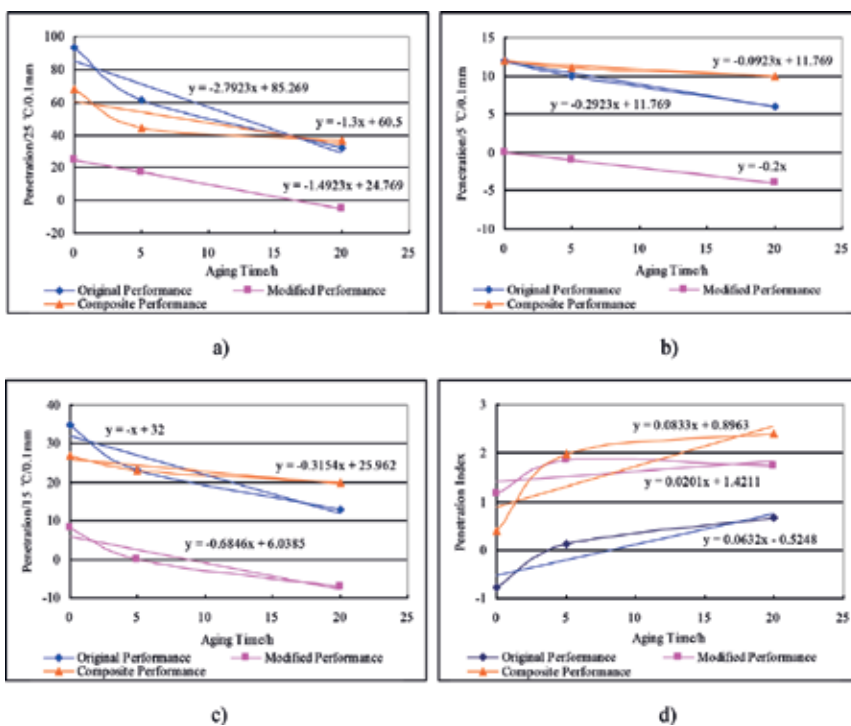 100
80
60
40
20
0
-20
0 5 10 15 20 25
Penetration/25 ℃/0.1mm
y = -2.7923x + 85.269
y = -1.3x + 60.5
y = -1.4923x + 24.769
Aging Time/h
Original Performance Modified Performance
Composite Performance
a)
15
10
5
0
-5
-10
0 5 10 15 20 25
Penetration/5 ℃/0.1mm
y = -0.0923x + 11.769
y = -0.2923x + 11.769
y = -0.2x
Aging Time/h
Original Performance Modified Performance
Composite Performance
b)
40
30
20
10
0
-10
0 5 10 15 20 25
Penetration/15 ℃/0.1mm
y = -x + 32
y = -0.3154x + 25.962
y = -0.6846x + 6.0385
Aging Time/h
Original Performance Modified Performance
Composite Performance
c)
3
2
1
0
-1
0 5 10 15 20 25
Penetration Index
y = 0.0833x + 0.8963
y = 0.0201x + 1.4211
y = 0.0632x - 0.5248
Aging Time/h
Original Performance Modified Performance
Composite Performance
d)